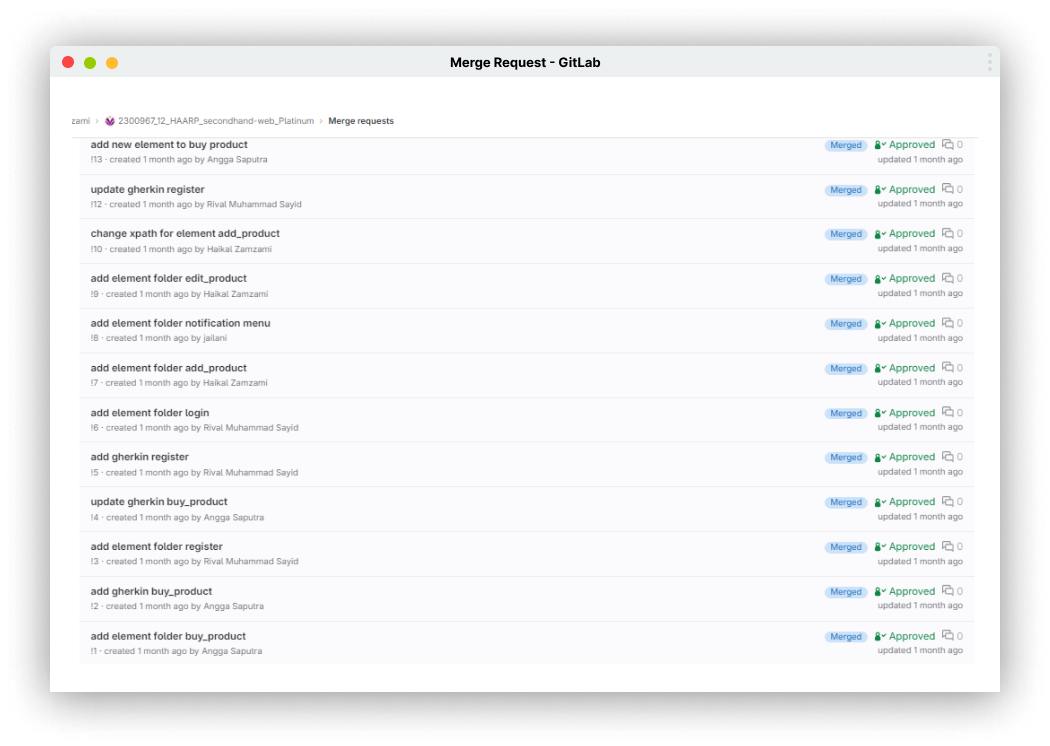 Merge Request - GitLab
zami › 2300967_12_HAARP_secondhand-web_Platinum › Merge requests
add new element to buy product Merged Approved 0
!13 · created 1 month ago by Angga Saputra updated 1 month ago
update gherkin register Merged Approved 0
!12 · created 1 month ago by Rival Muhammad Sayid updated 1 month ago
change xpath for element add_product Merged Approved 0
!10 · created 1 month ago by Haikal Zamzami updated 1 month ago
add element folder edit_product Merged Approved 0
!9 · created 1 month ago by Haikal Zamzami updated 1 month ago
add element folder notification menu Merged Approved 0
!8 · created 1 month ago by jailani updated 1 month ago
add element folder add_product Merged Approved 0
!7 · created 1 month ago by Haikal Zamzami updated 1 month ago
add element folder login Merged Approved 0
!6 · created 1 month ago by Rival Muhammad Sayid updated 1 month ago
add gherkin register Merged Approved 0
!5 · created 1 month ago by Rival Muhammad Sayid updated 1 month ago
update gherkin buy_product Merged Approved 0
!4 · created 1 month ago by Angga Saputra updated 1 month ago
add element folder register Merged Approved 0
!3 · created 1 month ago by Rival Muhammad Sayid updated 1 month ago
add gherkin buy_product Merged Approved 0
!2 · created 1 month ago by Angga Saputra updated 1 month ago
add element folder buy_product Merged Approved 0
!1 · created 1 month ago by Angga Saputra updated 1 month ago